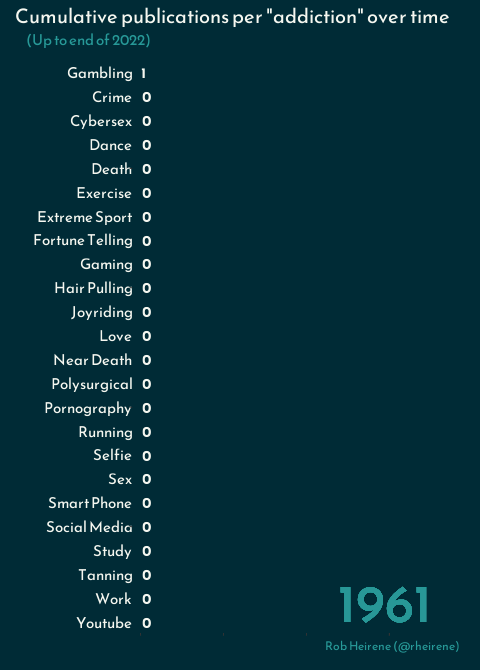 Cumulative publications per "addiction" over time
(Up to end of 2022)
Gambling 1
Crime 0
Cybersex 0
Dance 0
Death 0
Exercise 0
Extreme Sport 0
Fortune Telling 0
Gaming 0
Hair Pulling 0
Joyriding 0
Love 0
Near Death 0
Polysurgical 0
Pornography 0
Running 0
Selfie 0
Sex 0
Smart Phone 0
Social Media 0
Study 0
Tanning 0
Work 0
Youtube 0
1961
Rob Heirene (@rheirene)